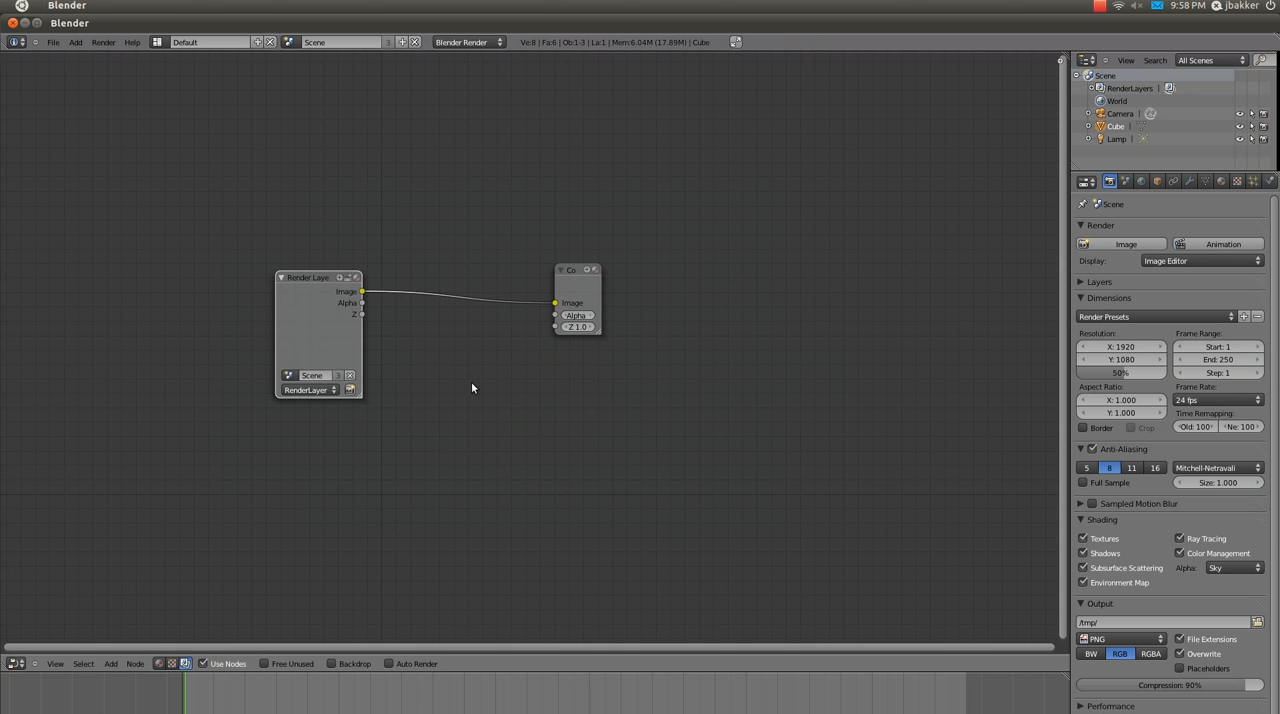 Blender
9:58 PM jbakker
Blender
File Add Render Help Default Scene 3 Blender Render Ve:8 | Fa:6 | Ob:1-3 | La:1 | Mem:6.04M (17.89M) | Cube
View Search All Scenes
Scene
RenderLayers |
World
Camera |
Cube |
Lamp |
Scene
Render
Image Animation
Display: Image Editor
Layers
Dimensions
Render Presets
Resolution: Frame Range:
X: 1920 Start: 1
Y: 1080 End: 250
50% Step: 1
Aspect Ratio: Frame Rate:
X: 1.000 24 fps
Y: 1.000 Time Remapping:
Border Crop Old: 100 Ne: 100
Anti-Aliasing
5 8 11 16 Mitchell-Netravali
Full Sample Size: 1.000
Sampled Motion Blur
Shading
Textures Ray Tracing
Shadows Color Management
Subsurface Scattering Alpha: Sky
Environment Map
Output
/tmp/
PNG File Extensions
BW RGB RGBA Overwrite
Placeholders
Compression: 90%
Performance
Render Laye
Image
Alpha
Z
Scene 3
RenderLayer
Co
Image
Alpha
Z 1.0
View Select Add Node Use Nodes Free Unused Backdrop Auto Render